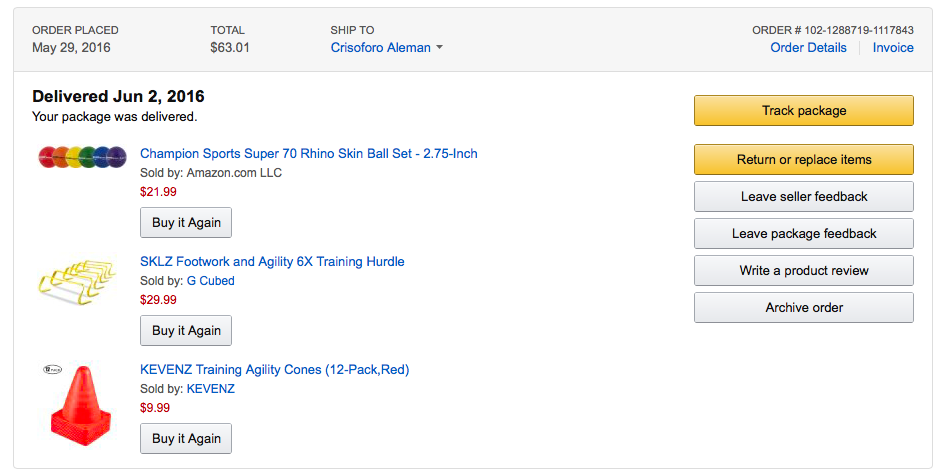 ORDER PLACED
May 29, 2016
TOTAL
$63.01
SHIP TO
Crisoforo Aleman
ORDER # 102-1288719-1117843
Order Details
Invoice
Delivered Jun 2, 2016
Your package was delivered.
Champion Sports Super 70 Rhino Skin Ball Set - 2.75-Inch
Sold by: Amazon.com LLC
$21.99
Buy it Again
SKLZ Footwork and Agility 6X Training Hurdle
Sold by: G Cubed
$29.99
Buy it Again
KEVENZ Training Agility Cones (12-Pack,Red)
Sold by: KEVENZ
$9.99
Buy it Again
Track package
Return or replace items
Leave seller feedback
Leave package feedback
Write a product review
Archive order